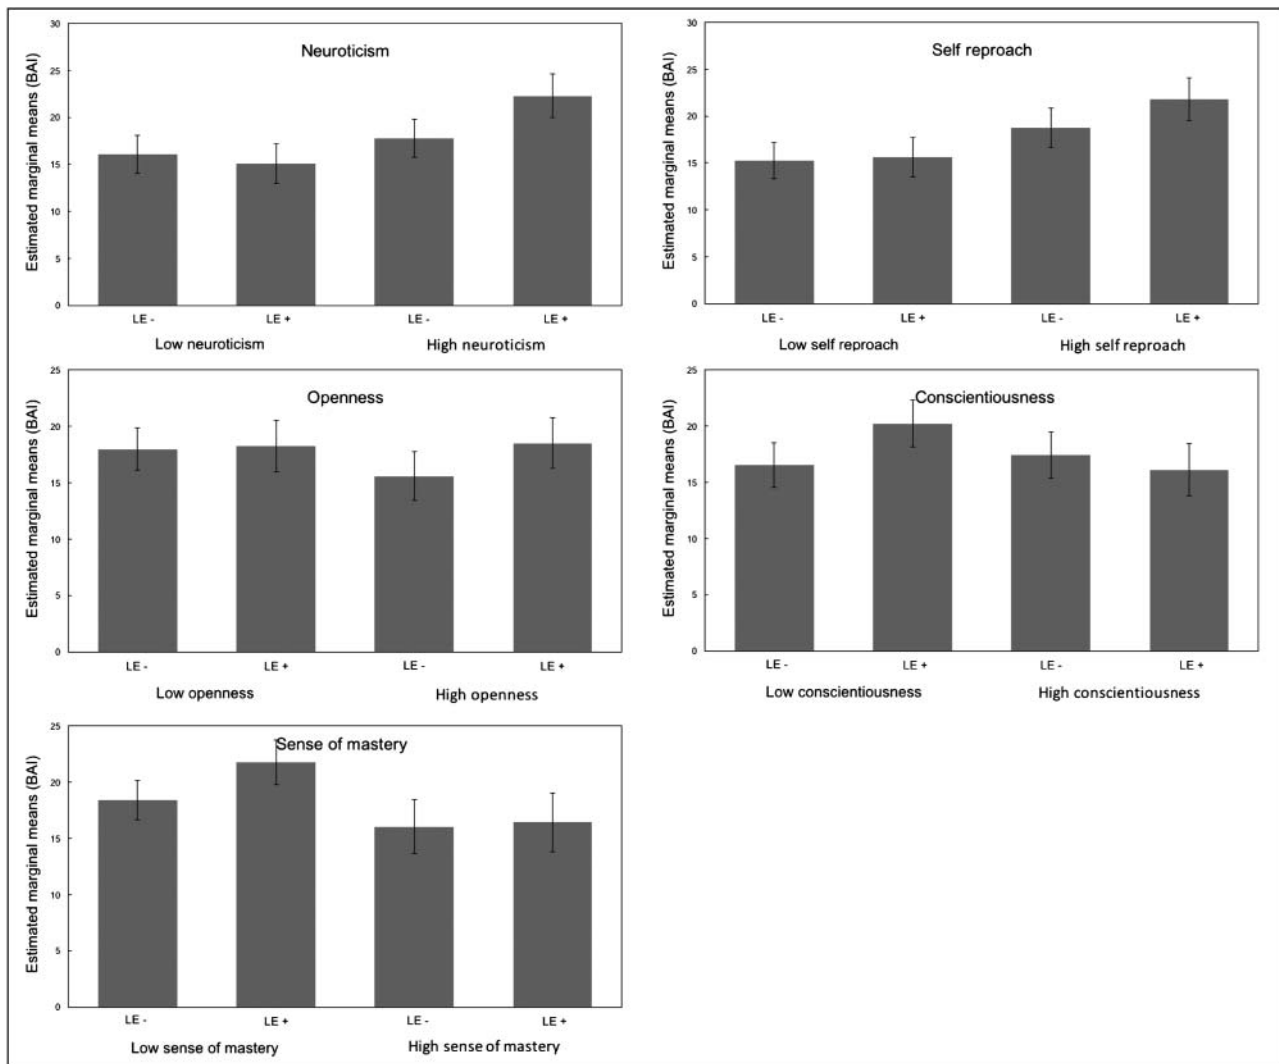 Neuroticism
Estimated marginal means (BAI)
30
25
20
15
10
5
0
LE - LE + LE - LE +
Low neuroticism High neuroticism
Self reproach
Estimated marginal means (BAI)
30
25
20
15
10
5
0
LE - LE + LE - LE +
Low self reproach High self reproach
Openness
Estimated marginal means (BAI)
25
20
15
10
5
0
LE - LE + LE - LE +
Low openness High openness
Conscientiousness
Estimated marginal means (BAI)
25
20
15
10
5
0
LE - LE + LE - LE +
Low conscientiousness High conscientiousness
Sense of mastery
Estimated marginal means (BAI)
25
20
15
10
5
0
LE - LE + LE - LE +
Low sense of mastery High sense of mastery